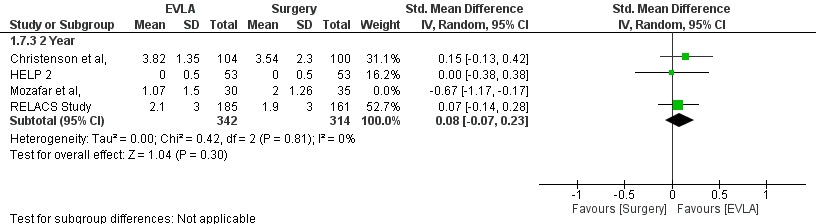 EVLA Surgery Std. Mean Difference Std. Mean Difference
Study or Subgroup Mean SD Total Mean SD Total Weight IV, Random, 95% CI IV, Random, 95% CI
1.7.3 2 Year
Christenson et al, 3.82 1.35 104 3.54 2.3 100 31.1% 0.15 [-0.13, 0.42]
HELP 2 0 0.5 53 0 0.5 53 16.2% 0.00 [-0.38, 0.38]
Mozafar et al, 1.07 1.5 30 2 1.26 35 0.0% -0.67 [-1.17, -0.17]
RELACS Study 2.1 3 185 1.9 3 161 52.7% 0.07 [-0.14, 0.28]
Subtotal (95% CI) 342 314 100.0% 0.08 [-0.07, 0.23]
Heterogeneity: Tau² = 0.00; Chi² = 0.42, df = 2 (P = 0.81); I² = 0%
Test for overall effect: Z = 1.04 (P = 0.30)
-1 -0.5 0 0.5 1
Favours [Surgery] Favours [EVLA]
Test for subgroup differences: Not applicable